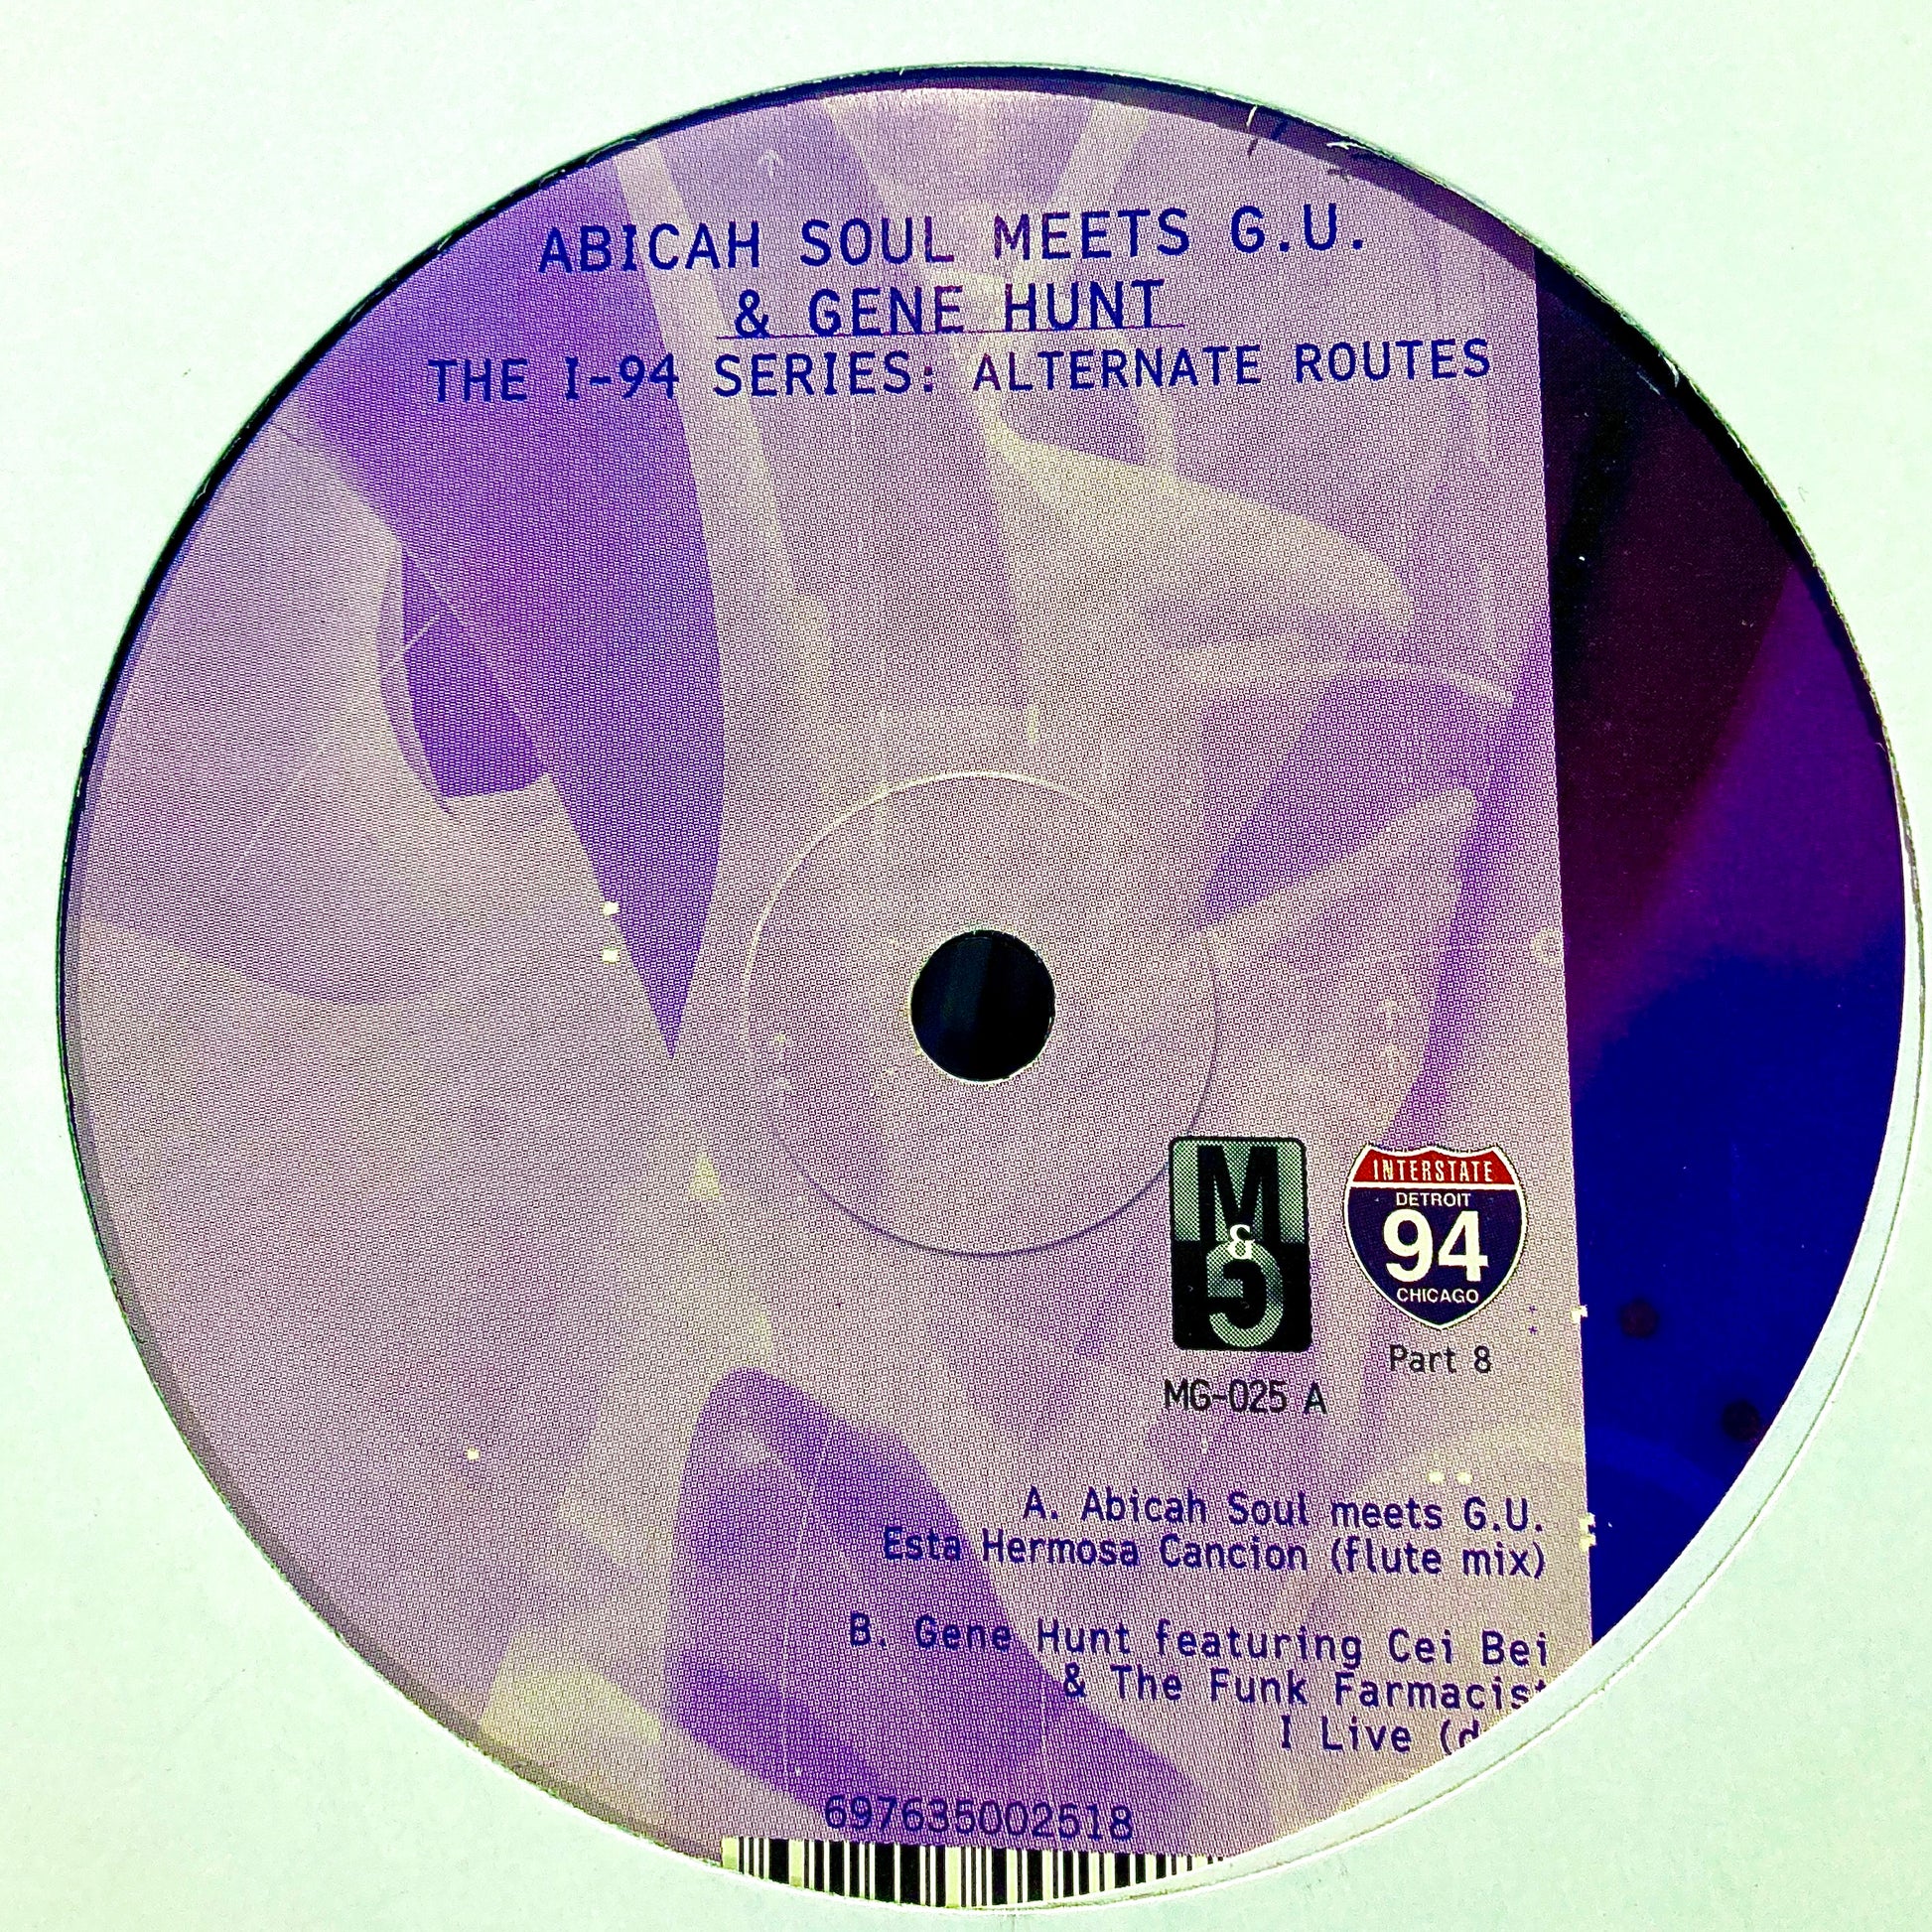 ABICAH SOUL MEETS G.U.
& GENE HUNT
THE I-94 SERIES: ALTERNATE ROUTES
M
&
G
MG-025 A
INTERSTATE
DETROIT
94
CHICAGO
Part 8
A. Abicah Soul meets G.U.
Esta Hermosa Cancion (flute mix)
B. Gene Hunt featuring Cei Bei
& The Funk
I Live
697635002518